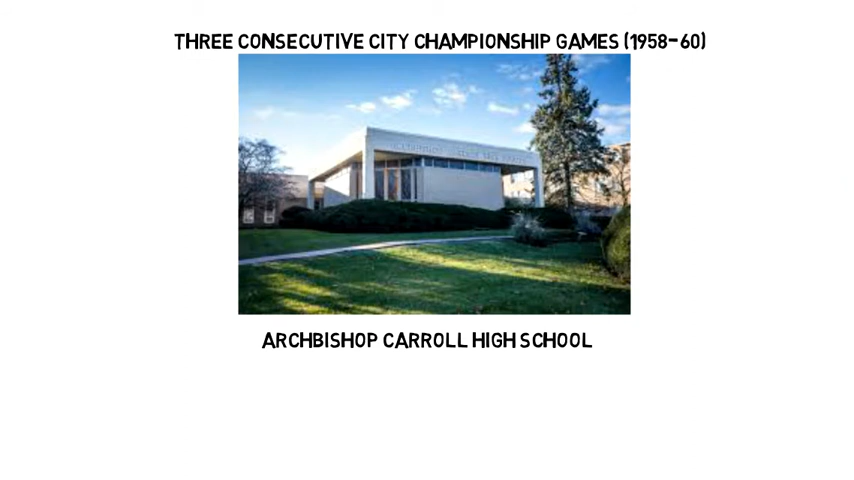 THREE CONSECUTIVE CITY CHAMPIONSHIP GAMES (1958-60)
ARCHBISHOP CARROLL HIGH SCHOOL